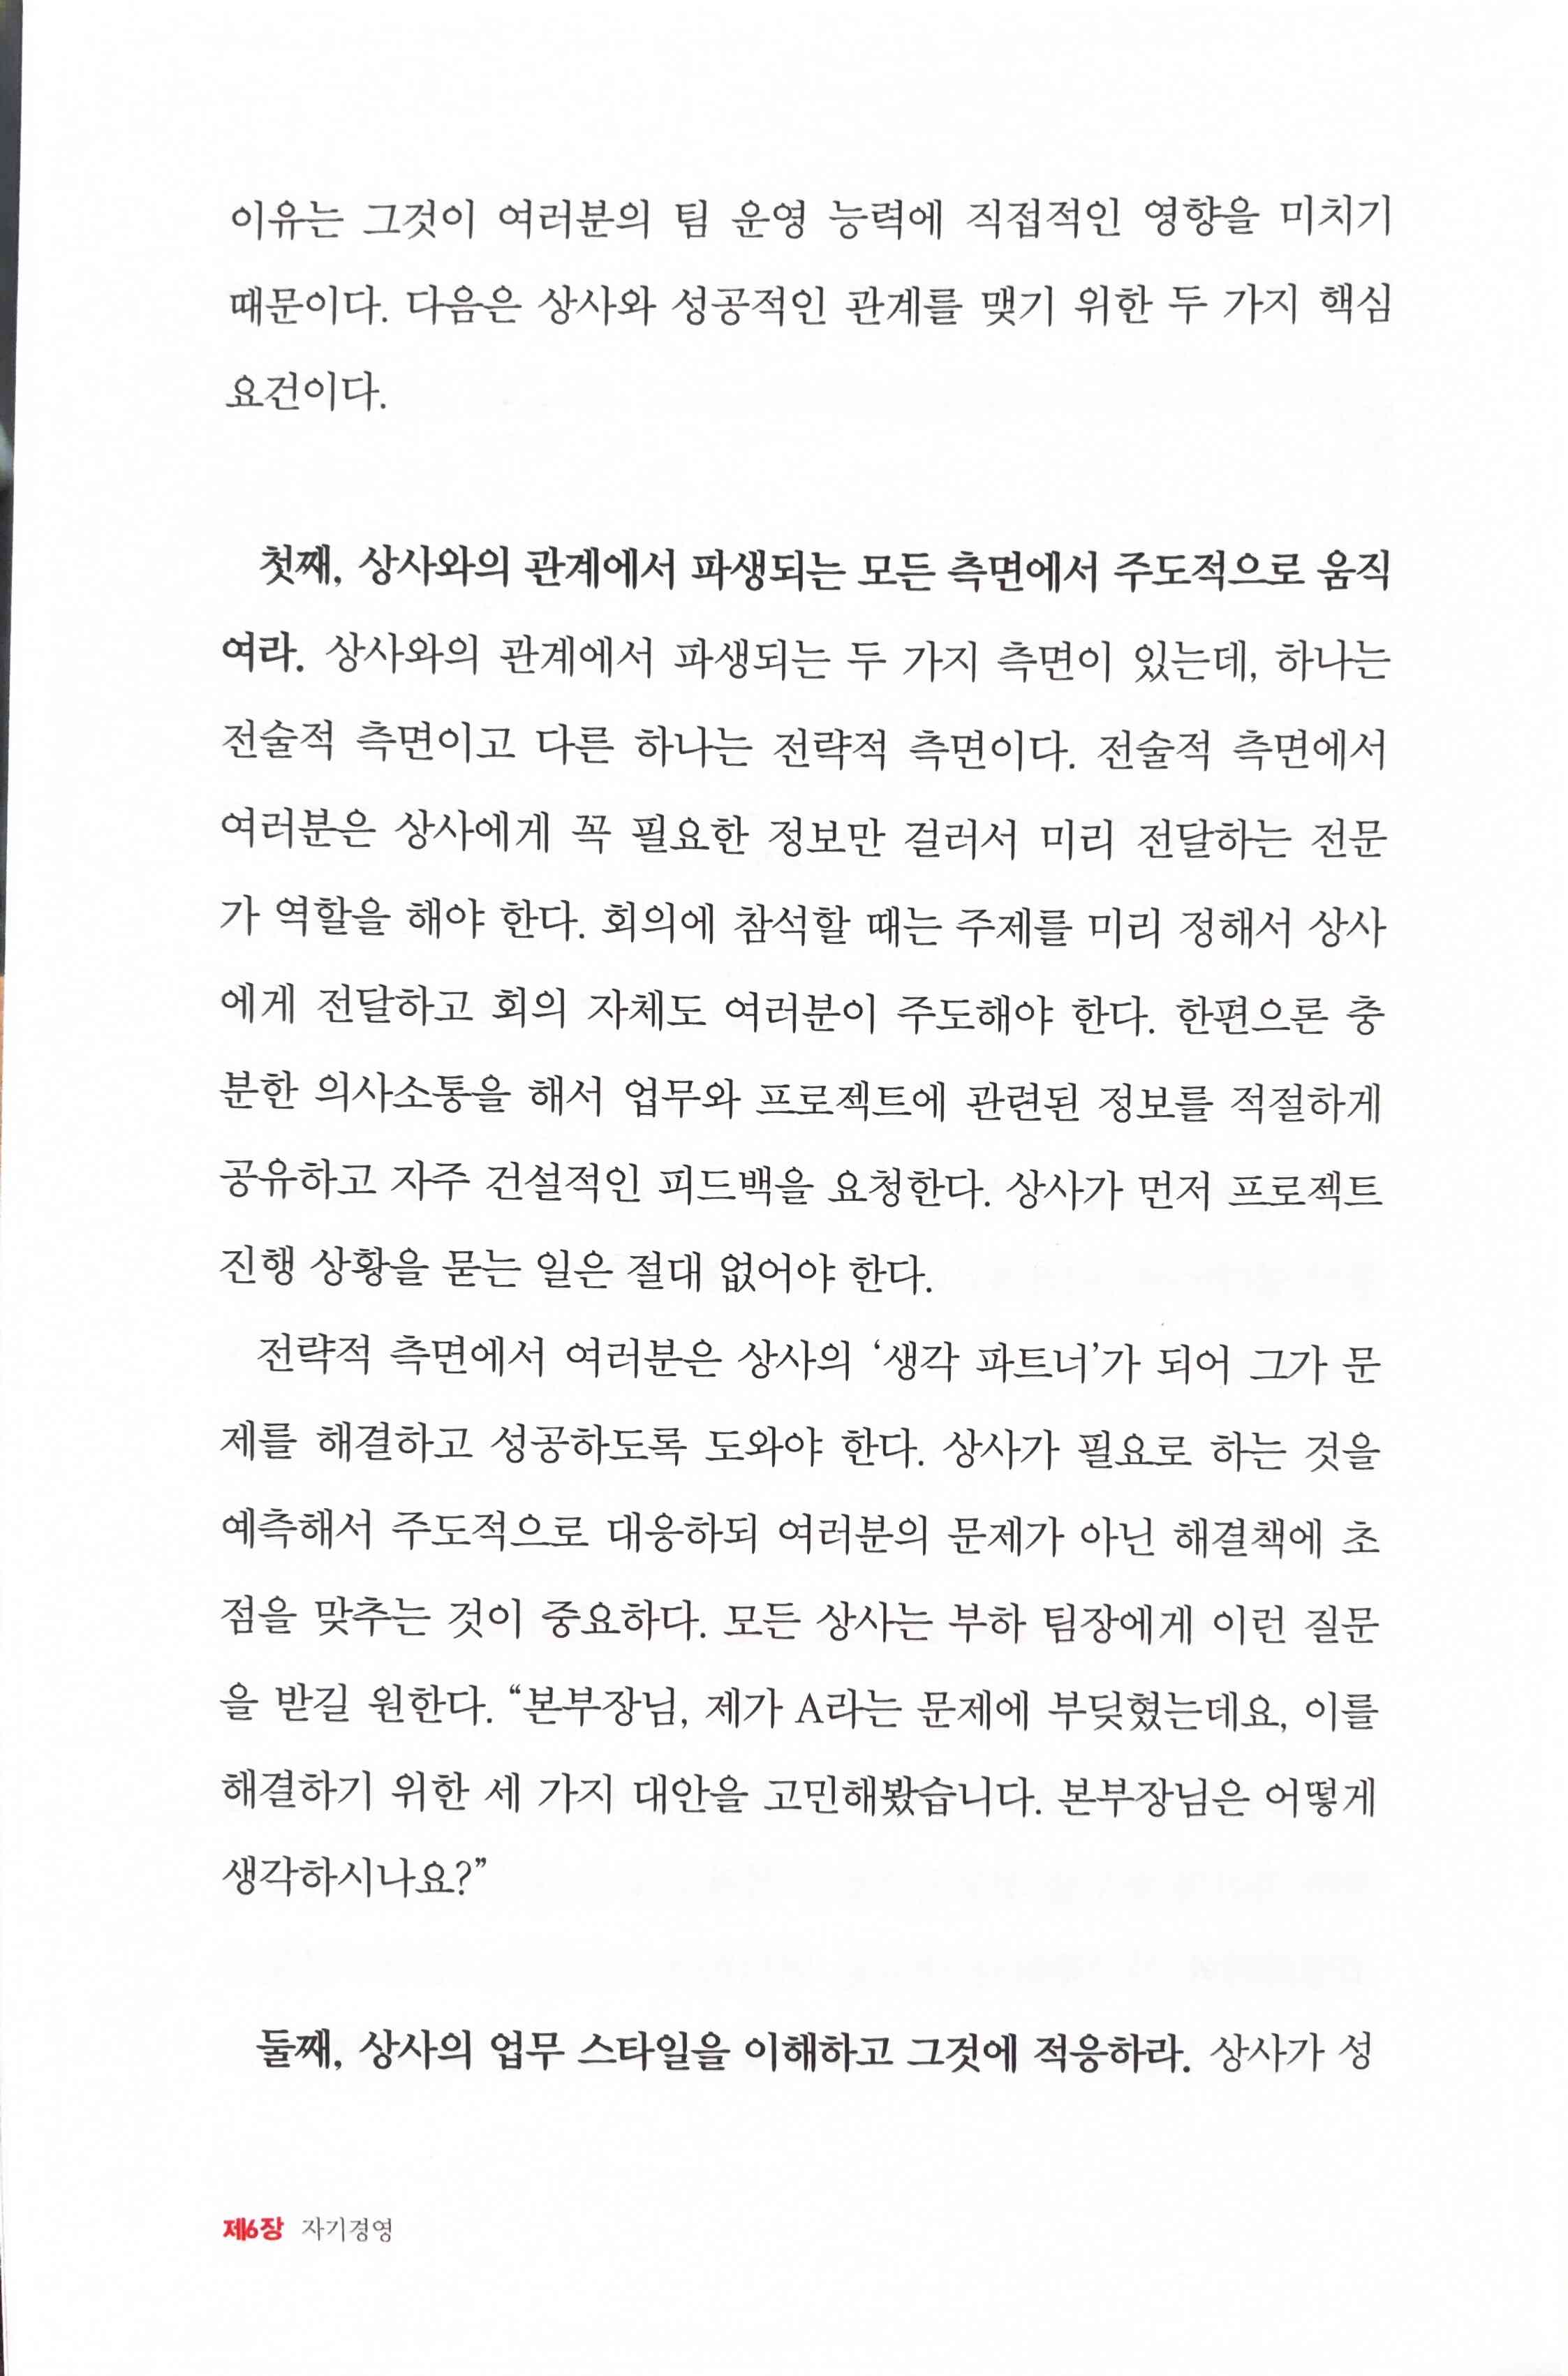 이유는 그것이 여러분의 팀 운영 능력에 직접적인 영향을 미치기
때문이다. 다음은 상사와 성공적인 관계를 맺기 위한 두 가지 핵심
요건이다.
첫째, 상사와의 관계에서 파생되는 모든 측면에서 주도적으로 움직
여라. 상사와의 관계에서 파생되는 두 가지 측면이 있는데, 하나는
전술적 측면이고 다른 하나는 전략적 측면이다. 전술적 측면에서
여러분은 상사에게 꼭 필요한 정보만 걸러서 미리 전달하는 전문
가 역할을 해야 한다. 회의에 참석할 때는 주제를 미리 정해서 상사
에게 전달하고 회의 자체도 여러분이 주도해야 한다. 한편으론 충
분한 의사소통을 해서 업무와 프로젝트에 관련된 정보를 적절하게
공유하고 자주 건설적인 피드백을 요청한다. 상사가 먼저 프로젝트
진행 상황을 묻는 일은 절대 없어야 한다.
전략적 측면에서 여러분은 상사의 ‘생각 파트너’가 되어 그가 문
제를 해결하고 성공하도록 도와야 한다. 상사가 필요로 하는 것을
예측해서 주도적으로 대응하되 여러분의 문제가 아닌 해결책에 초
점을 맞추는 것이 중요하다. 모든 상사는 부하 팀장에게 이런 질문
을 받길 원한다. “본부장님, 제가 A라는 문제에 부딪혔는데요, 이를
해결하기 위한 세 가지 대안을 고민해봤습니다. 본부장님은 어떻게
생각하시나요?”
둘째, 상사의 업무 스타일을 이해하고 그것에 적응하라. 상사가 성
제6장 자기경영